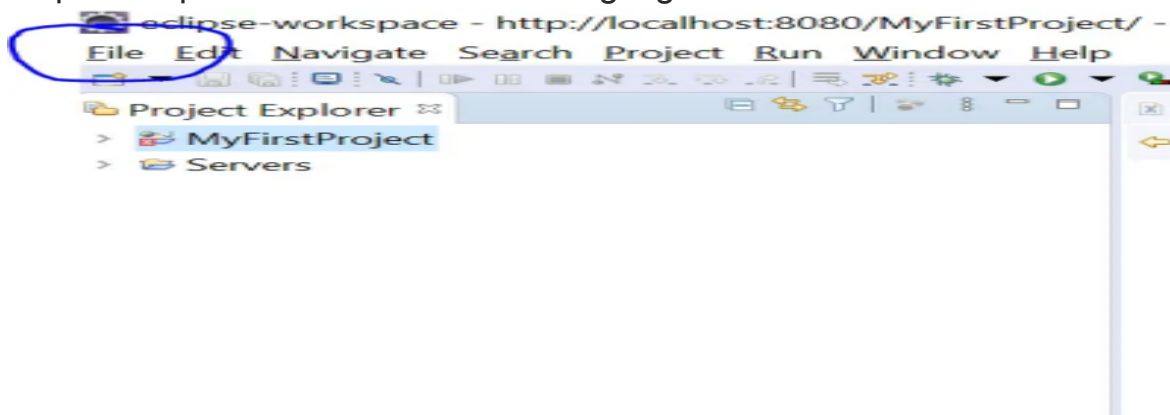 eclipse-workspace - http://localhost:8080/MyFirstProject/ -
File Edit Navigate Search Project Run Window Help
Project Explorer
MyFirstProject
Servers